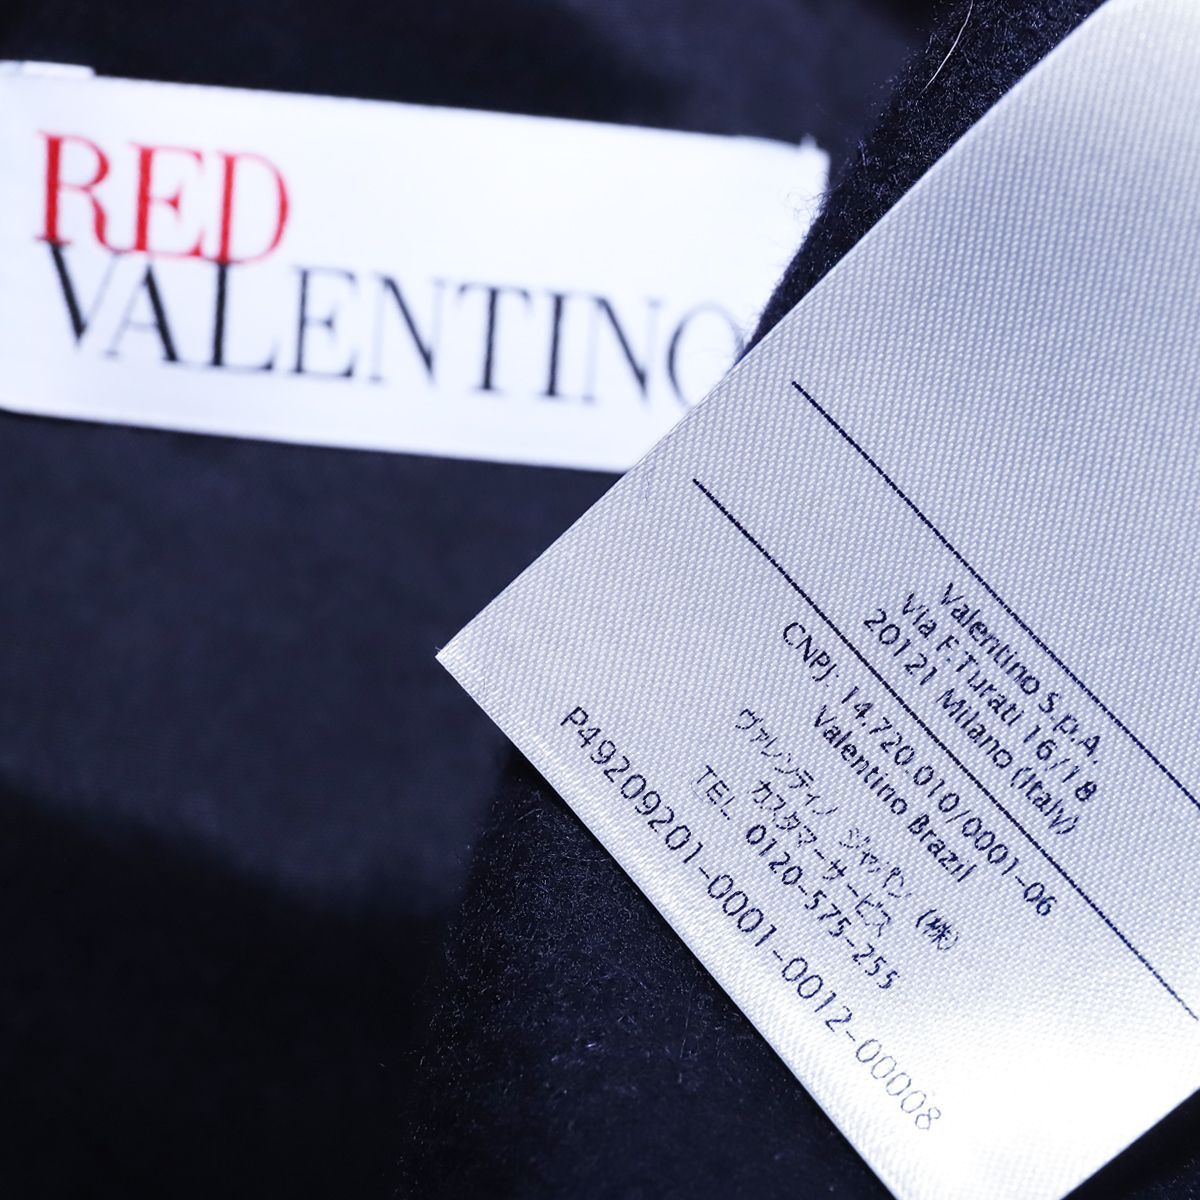 RED
VALENTINO
Valentino S.p.A.
Via F.Turati 16/18
20121 Milano (Italy)
CNPJ: 14.720.010/0001-06
Valentino Brazil
ヴァレンティノ ジャパン (株)
カスタマーサービス
TEL 0120-575-255
P49209201-0001-0012-00008